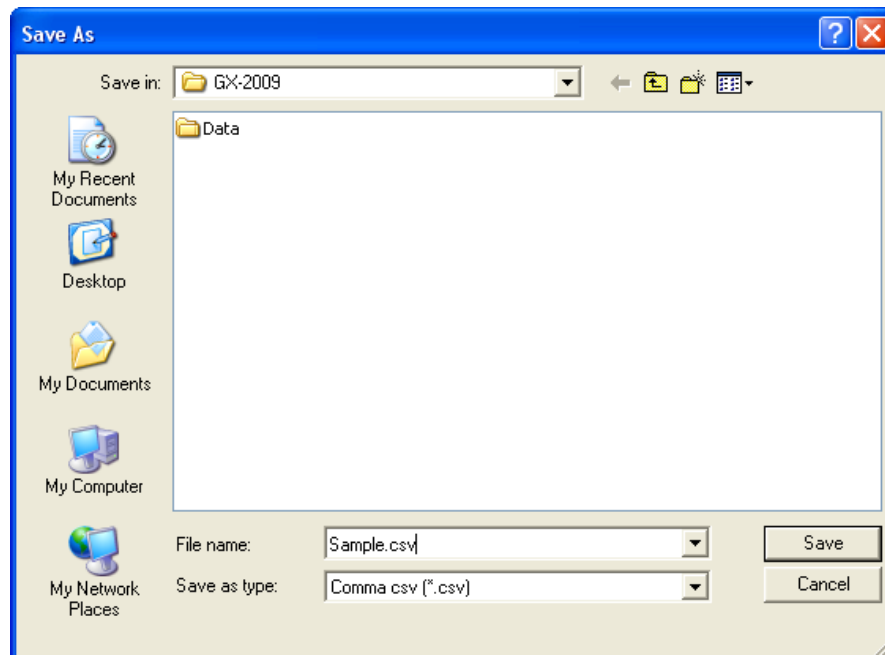 Save As
Save in:
GX-2009
Data
My Recent
Documents
Desktop
My Documents
My Computer
My Network
Places
File name:
Sample.csv
Save
Save as type:
Comma csv (*.csv)
Cancel